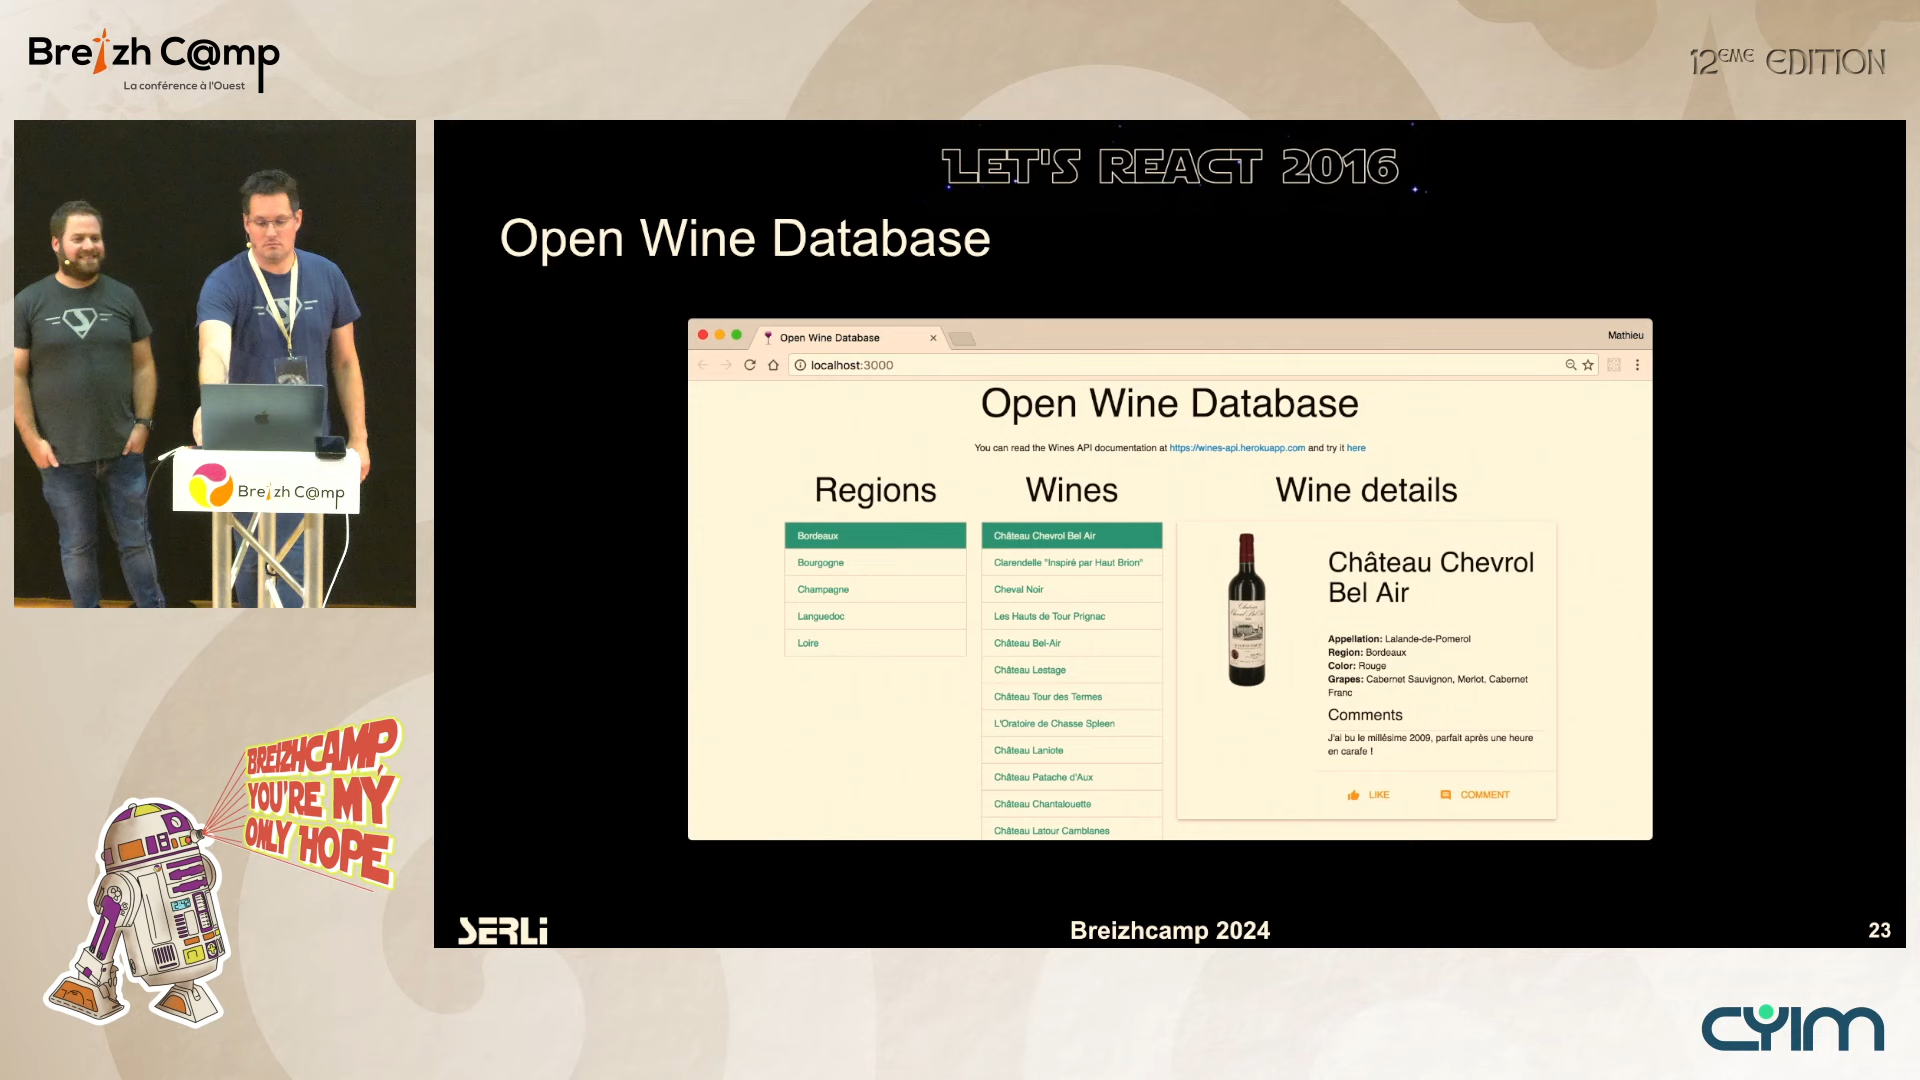 Breizh C@mp
La conférence à l'Ouest
12EME EDITION
Breizh C@mp
BREIZHCAMP,
YOU'RE MY
ONLY HOPE
LET'S REACT 2016
Open Wine Database
Open Wine Database
Mathieu
localhost:3000
Open Wine Database
You can read the Wines API documentation at https://wines-api.herokuapp.com and try it here
Regions
Bordeaux
Bourgogne
Champagne
Languedoc
Loire
Wines
Château Chevrol Bel Air
Clarendelle "Inspiré par Haut Brion"
Cheval Noir
Les Hauts de Tour Prignac
Château Bel-Air
Château Lestage
Château Tour des Termes
L'Oratoire de Chasse Spleen
Château Laniote
Château Patache d'Aux
Château Chantalouette
Château Latour Camblanes
Wine details
Château Chevrol
Bel Air
Appellation: Lalande-de-Pomerol
Region: Bordeaux
Color: Rouge
Grapes: Cabernet Sauvignon, Merlot, Cabernet
Franc
Comments
J'ai bu le millésime 2009, parfait après une heure
en carafe !
LIKE
COMMENT
SERLI
Breizhcamp 2024
23
CYIM